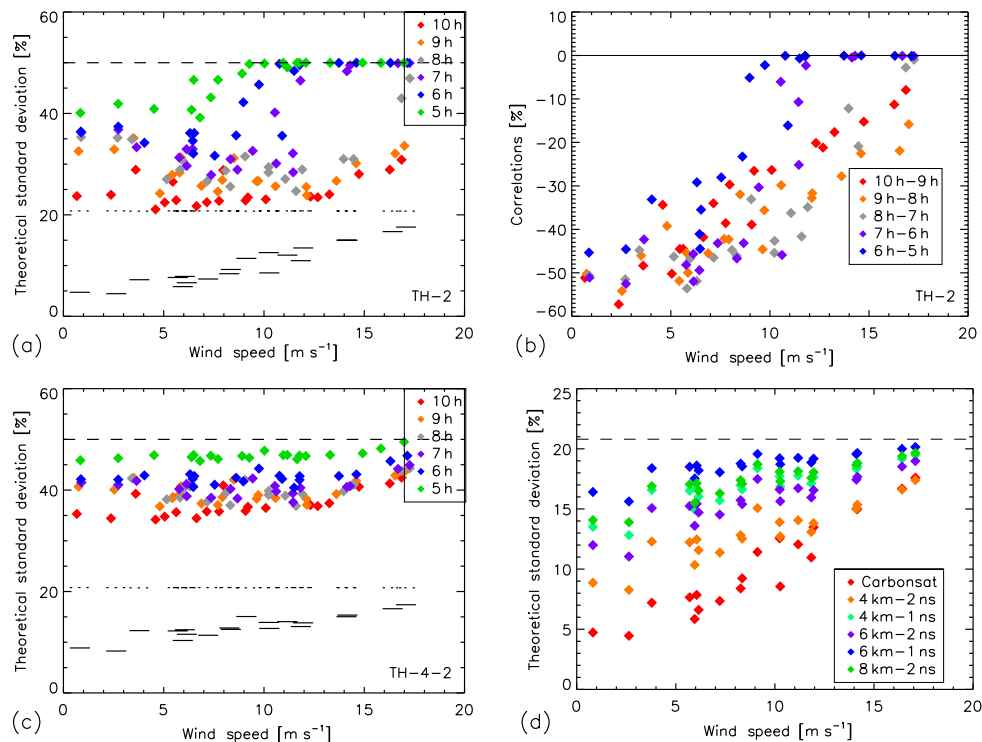 60
50
40
30
20
10
0
Theoretical standard deviation [%]
10 h
9 h
8 h
7 h
6 h
5 h
TH-2
0 5 10 15 20
Wind speed [m s⁻¹]
(a)
10
0
-10
-20
-30
-40
-50
-60
Correlations [%]
10 h-9 h
9 h-8 h
8 h-7 h
7 h-6 h
6 h-5 h
TH-2
0 5 10 15 20
Wind speed [m s⁻¹]
(b)
60
40
20
0
Theoretical standard deviation [%]
10 h
9 h
8 h
7 h
6 h
5 h
TH-4-2
0 5 10 15 20
Wind speed [m s⁻¹]
(c)
25
20
15
10
5
0
Theoretical standard deviation [%]
Carbonsat
4 km-2 ns
4 km-1 ns
6 km-2 ns
6 km-1 ns
8 km-2 ns
0 5 10 15 20
Wind speed [m s⁻¹]
(d)